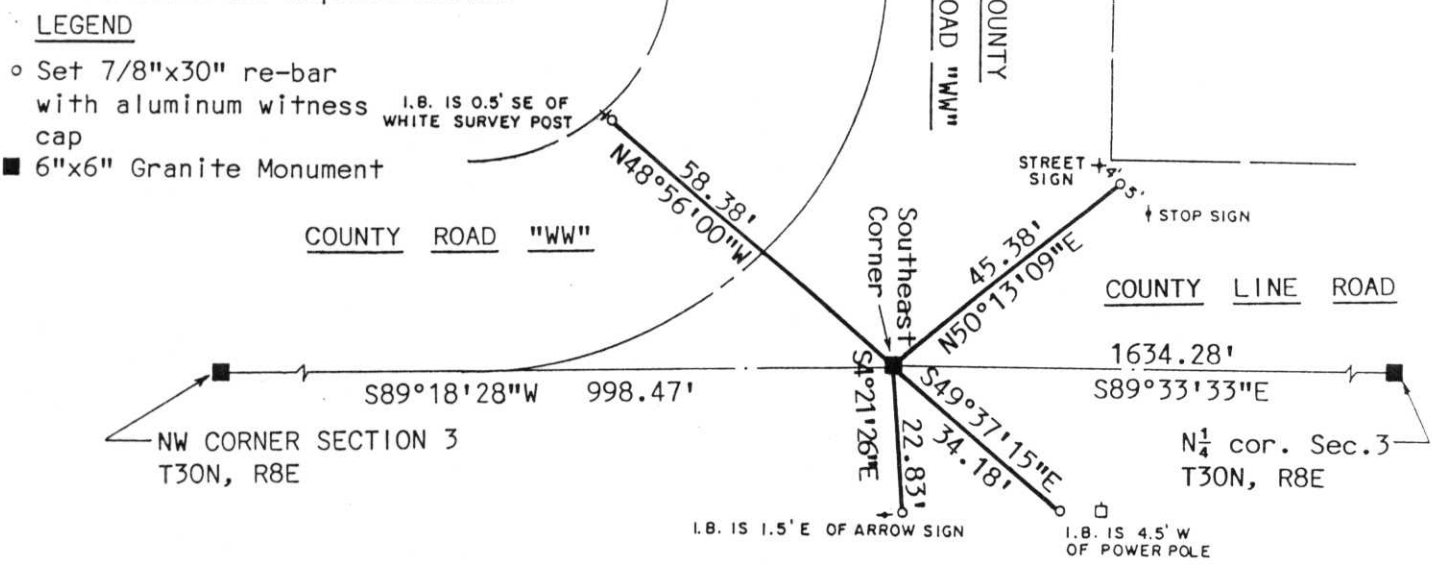 LEGEND
○ Set 7/8"x30" re-bar
with aluminum witness
cap
■ 6"x6" Granite Monument
I.B. IS 0.5' SE OF
WHITE SURVEY POST
58.38'
N48°56'00"W
COUNTY ROAD "WW"
OUNTY
OAD "WW"
STREET
SIGN
4'
5'
STOP SIGN
Southeast
Corner
45.38'
N50°13'09"E
COUNTY LINE ROAD
1634.28'
S89°33'33"E
S89°18'28"W 998.47'
NW CORNER SECTION 3
T30N, R8E
S4°21'26"E
22.83'
S49°37'15"E
34.18'
N¼ cor. Sec.3
T30N, R8E
I.B. IS 1.5' E OF ARROW SIGN
I.B. IS 4.5' W
OF POWER POLE